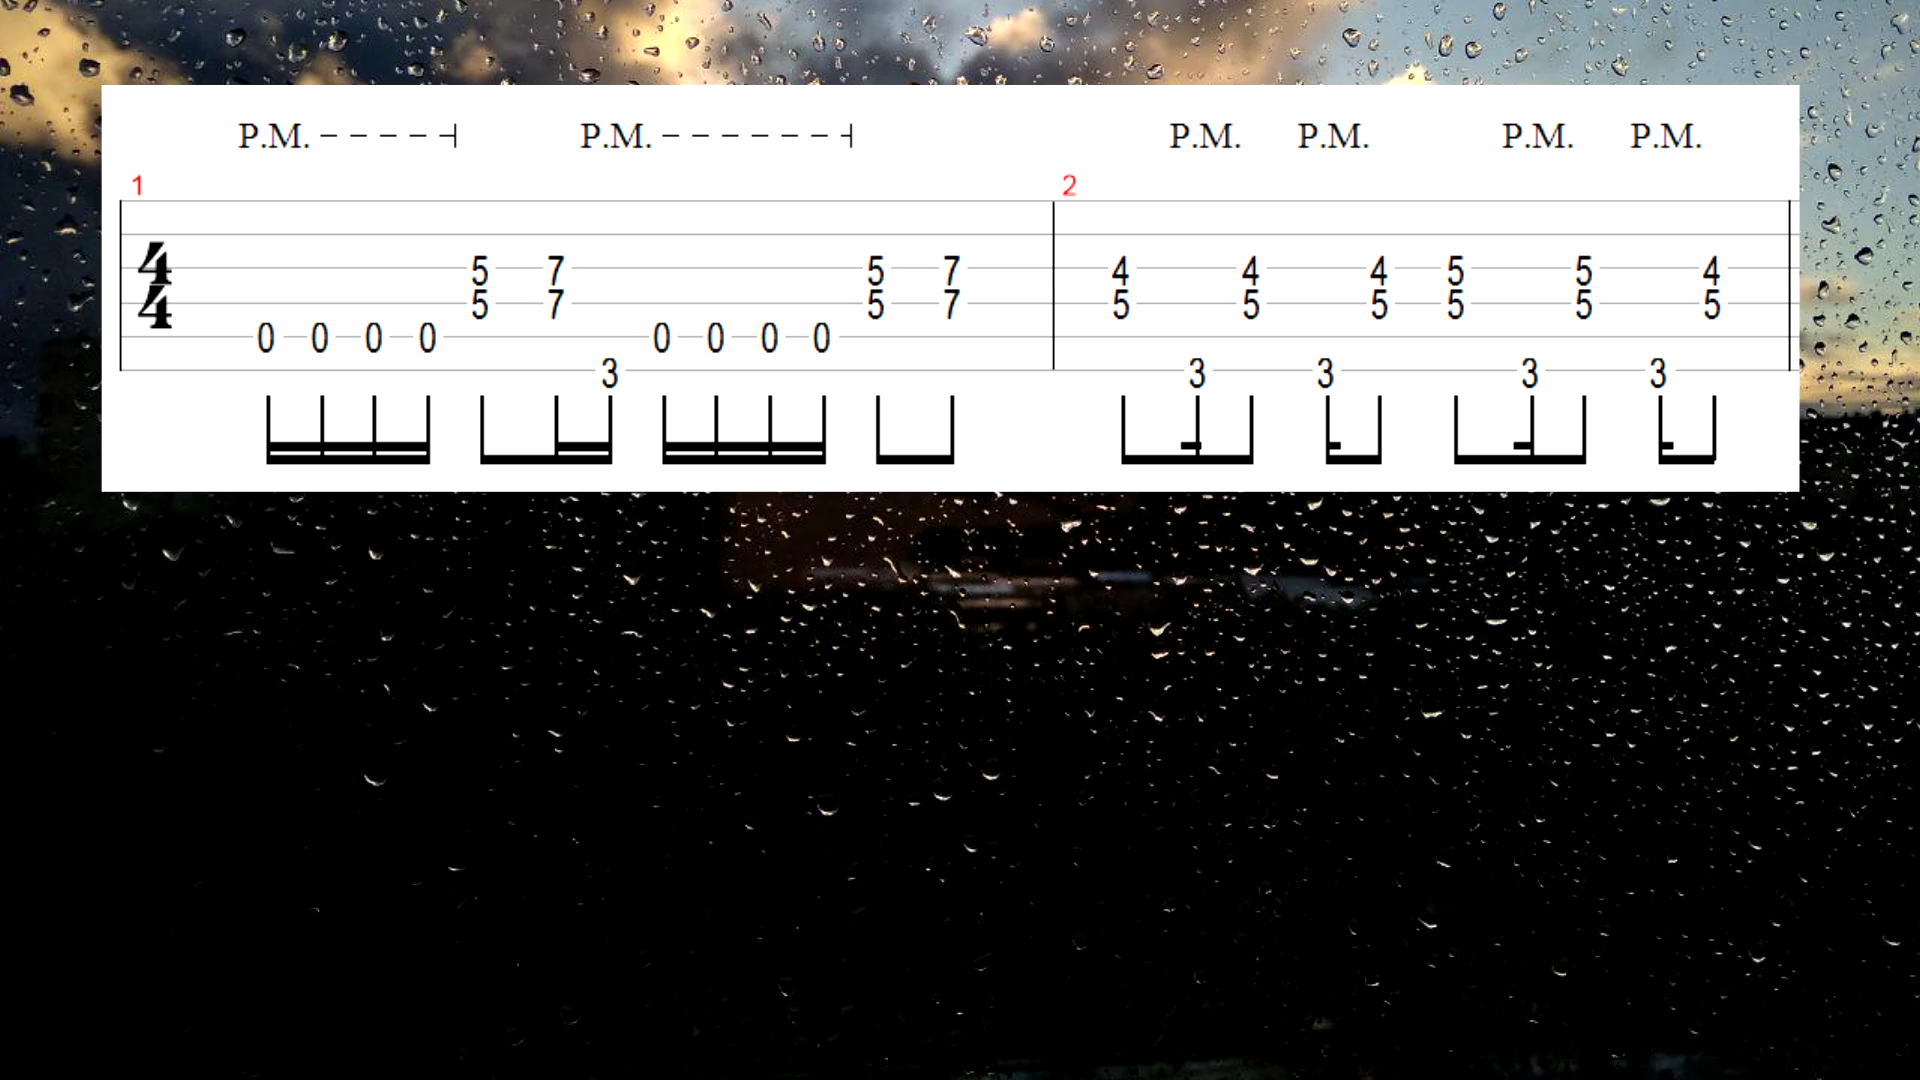 P.M. P.M. P.M. P.M. P.M. P.M.
1 2
4 5 7 5 7 4 4 4 5 5 4
4 5 7 5 7 5 5 5 5 5 5
0 0 0 0 0 0 0 0
3 3 3 3 3